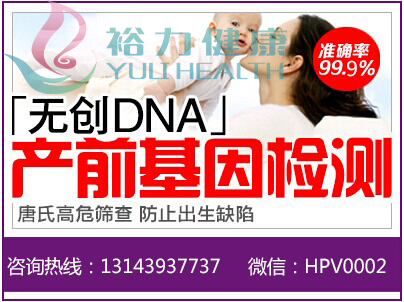 裕力健康
YULI HEALTH
准确率
99.9%
「无创DNA」
产前基因检测
唐氏高危筛查 防止出生缺陷
咨询热线：13143937737 微信：HPV0002